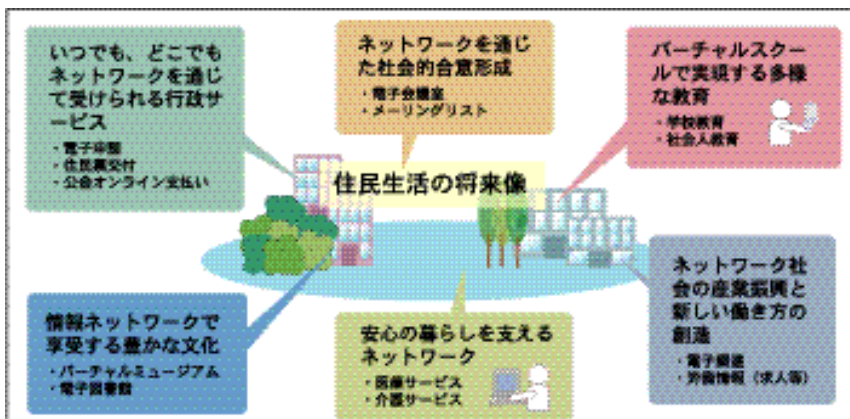 いつでも、どこでも
ネットワークを通じ
て受けられる行政サ
ービス
・電子申請
・住民票交付
・公金オンライン支払い
ネットワークを通じ
た社会的合意形成
・電子会議室
・メーリングリスト
バーチャルスクー
ルで実現する多様
な教育
・学校教育
・社会人教育
住民生活の将来像
情報ネットワークで
享受する豊かな文化
・バーチャルミュージアム
・電子図書館
安心の暮らしを支える
ネットワーク
・医療サービス
・介護サービス
ネットワーク社
会の産業振興と
新しい働き方の
創造
・電子調達
・労働情報（求人等）